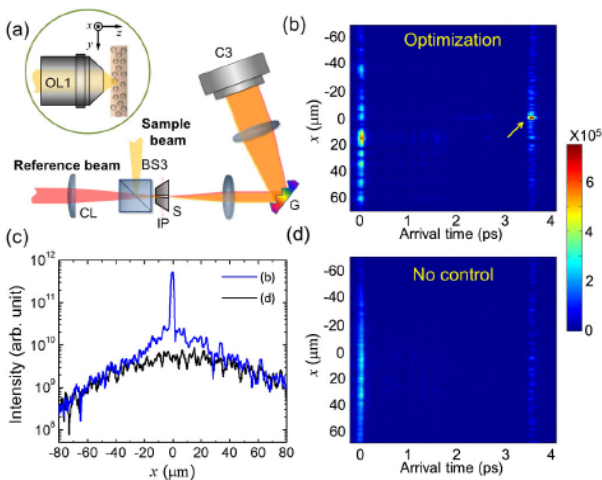 (a)
x
z
y
OL1
C3
Sample
beam
Reference beam
BS3
CL
IP
S
G
(b)
Optimization
-60
-40
-20
0
20
40
60
x (μm)
0 1 2 3 4
Arrival time (ps)
X10⁵
6
4
2
0
(c)
10¹²
10¹¹
10¹⁰
10⁹
10⁸
Intensity (arb. unit)
(b)
(d)
-80 -60 -40 -20 0 20 40 60 80
x (μm)
(d)
No control
-60
-40
-20
0
20
40
60
x (μm)
0 1 2 3 4
Arrival time (ps)